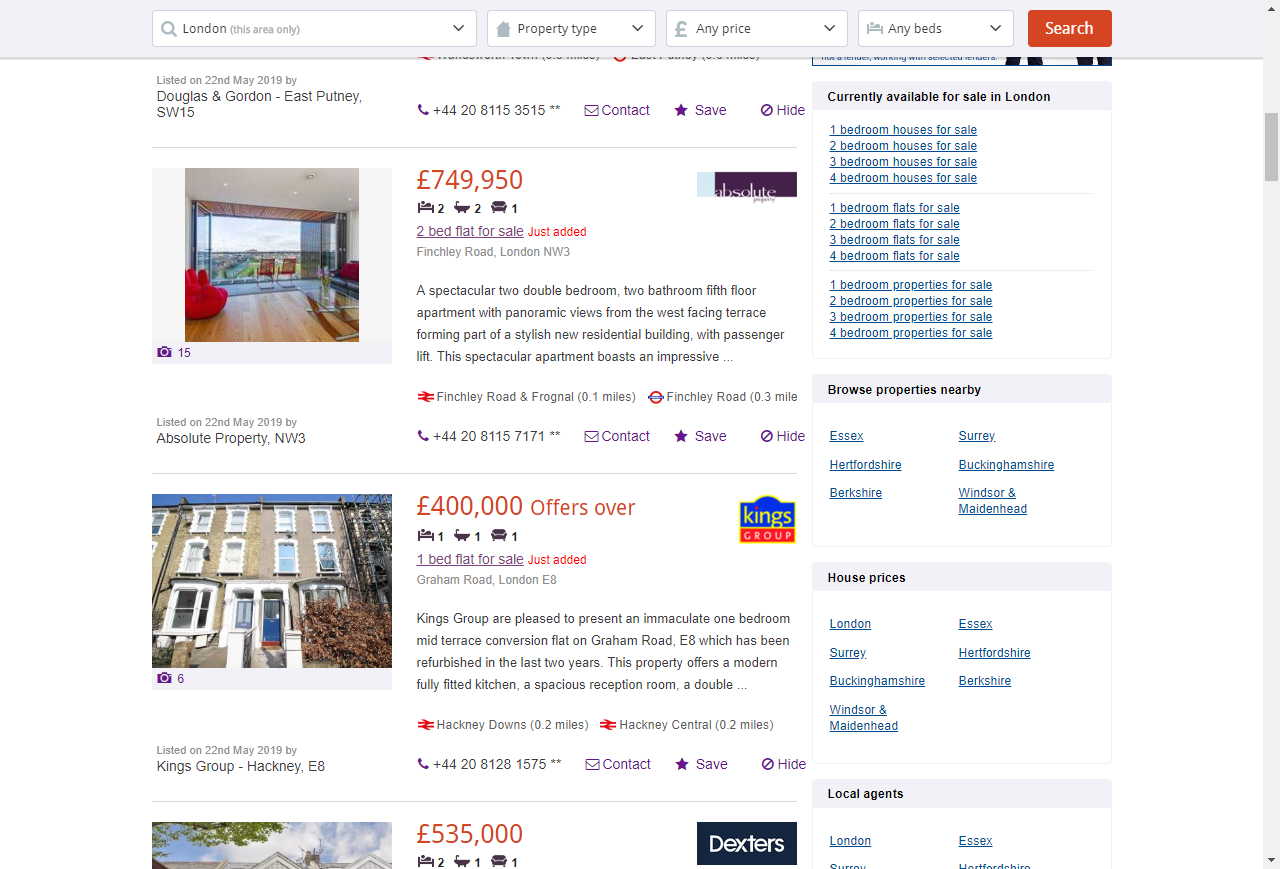 London (this area only)
Property type
Any price
Any beds
Search
Listed on 22nd May 2019 by
Douglas & Gordon - East Putney,
SW15
+44 20 8115 3515 **
Contact
Save
Hide
£749,950
absolute
property
2 2 1
2 bed flat for sale Just added
Finchley Road, London NW3
A spectacular two double bedroom, two bathroom fifth floor
apartment with panoramic views from the west facing terrace
forming part of a stylish new residential building, with passenger
lift. This spectacular apartment boasts an impressive ...
15
Finchley Road & Frognal (0.1 miles) Finchley Road (0.3 mile
Listed on 22nd May 2019 by
Absolute Property, NW3
+44 20 8115 7171 **
Contact
Save
Hide
£400,000 Offers over
kings
GROUP
1 1 1
1 bed flat for sale Just added
Graham Road, London E8
Kings Group are pleased to present an immaculate one bedroom
mid terrace conversion flat on Graham Road, E8 which has been
refurbished in the last two years. This property offers a modern
fully fitted kitchen, a spacious reception room, a double ...
6
Hackney Downs (0.2 miles) Hackney Central (0.2 miles)
Listed on 22nd May 2019 by
Kings Group - Hackney, E8
+44 20 8128 1575 **
Contact
Save
Hide
£535,000
Dexters
2 1 1
not a lender, working with selected lenders.
Currently available for sale in London
1 bedroom houses for sale
2 bedroom houses for sale
3 bedroom houses for sale
4 bedroom houses for sale
1 bedroom flats for sale
2 bedroom flats for sale
3 bedroom flats for sale
4 bedroom flats for sale
1 bedroom properties for sale
2 bedroom properties for sale
3 bedroom properties for sale
4 bedroom properties for sale
Browse properties nearby
Essex Surrey
Hertfordshire Buckinghamshire
Berkshire Windsor &
Maidenhead
House prices
London Essex
Surrey Hertfordshire
Buckinghamshire Berkshire
Windsor &
Maidenhead
Local agents
London Essex
Surrey Hertfordshire